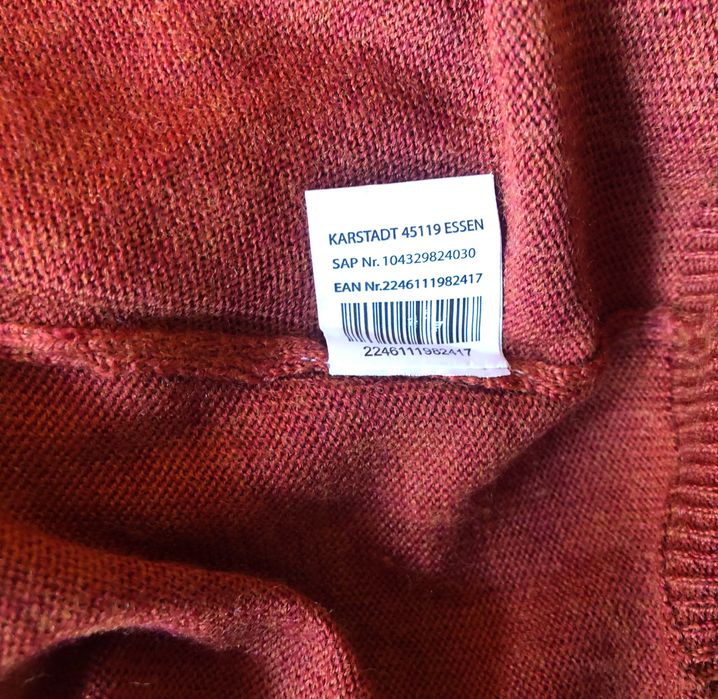 KARSTADT 45119 ESSEN
SAP Nr. 104329824030
EAN Nr.2246111982417
2246111982417